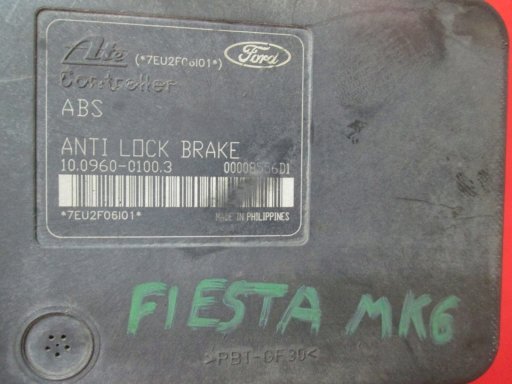 Ate (*7EU2F06I01*) Ford
Controller
ABS
ANTI LOCK BRAKE
10.0960-0100.3 00008556D1
*7EU2F06I01* MADE IN PHILIPPINES
FIESTA MK6
>PBT-GF30<